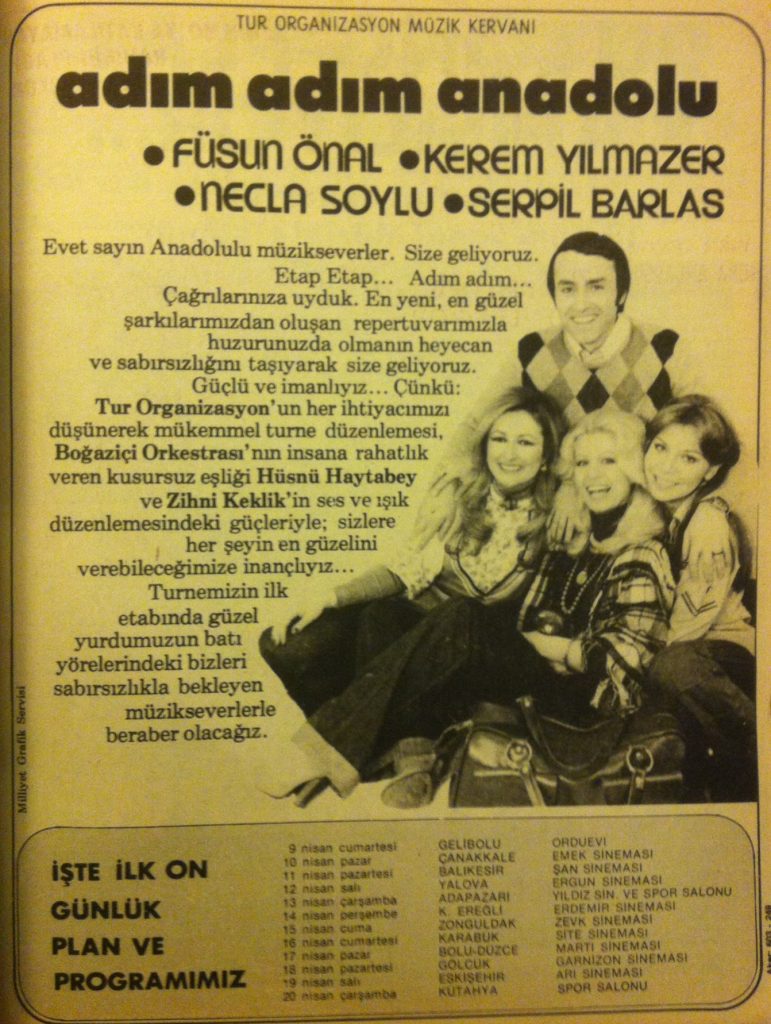 TUR ORGANIZASYON MÜZİK KERVANI
adım adım anadolu
• FÜSUN ÖNAL • KEREM YILMAZER
• NECLA SOYLU • SERPİL BARLAS
Evet sayın Anadolulu müzikseverler. Size geliyoruz.
Etap Etap... Adım adım...
Çağrılarınıza uyduk. En yeni, en güzel
şarkılarımızdan oluşan repertuvarımızla
huzurunuzda olmanın heyecan
ve sabırsızlığını taşıyarak size geliyoruz.
Güçlü ve imanlıyız... Çünkü:
Tur Organizasyon'un her ihtiyacımızı
düşünerek mükemmel turne düzenlemesi,
Boğaziçi Orkestrası'nın insana rahatlık
veren kusursuz eşliği Hüsnü Haytabey
ve Zihni Keklik'in ses ve ışık
düzenlemesindeki güçleriyle; sizlere
her şeyin en güzelini
verebileceğimize inançlıyız...
Turnemizin ilk
etabında güzel
yurdumuzun batı
yörelerindeki bizleri
sabırsızlıkla bekleyen
müzikseverlerle
beraber olacağız.
Milliyet Grafik Servisi
İŞTE İLK ON
GÜNLÜK
PLAN VE
PROGRAMIMIZ
9 nisan cumartesi GELİBOLU ORDUEVİ
10 nisan pazar ÇANAKKALE EMEK SİNEMASI
11 nisan pazartesi BALIKESİR ŞAN SİNEMASI
12 nisan salı YALOVA ERGUN SİNEMASI
13 nisan çarşamba ADAPAZARI YILDIZ SİN. VE SPOR SALONU
14 nisan perşembe K. EREĞLİ ERDEMİR SİNEMASI
15 nisan cuma ZONGULDAK ZEVK SİNEMASI
16 nisan cumartesi KARABÜK SİTE SİNEMASI
17 nisan pazar BOLU-DÜZCE MARTI SİNEMASI
18 nisan pazartesi GÖLCÜK GARNİZON SİNEMASI
19 nisan salı ESKİŞEHİR ARI SİNEMASI
20 nisan çarşamba KÜTAHYA SPOR SALONU